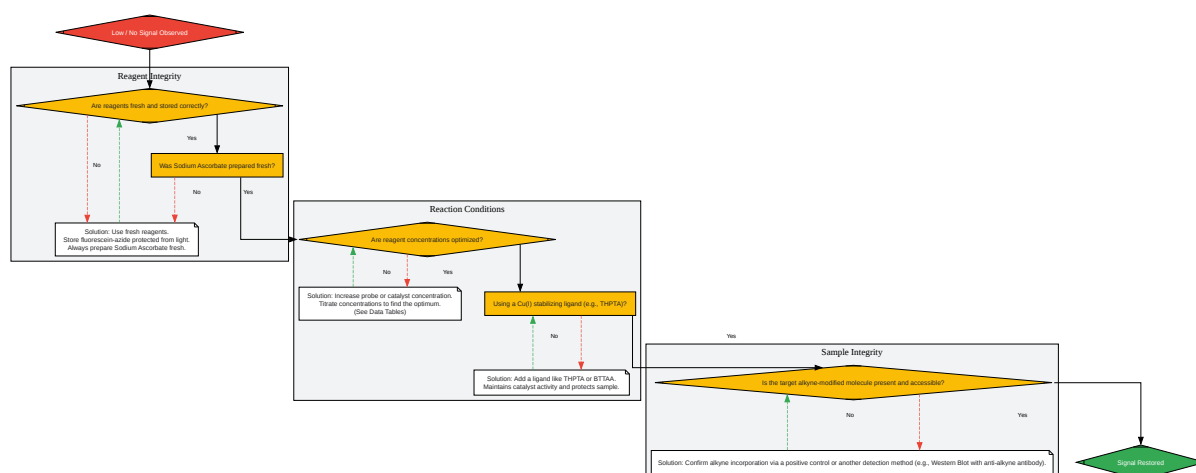 Low / No Signal Observed
Reagent Integrity
Are reagents fresh and stored correctly?
Yes
No
Was Sodium Ascorbate prepared fresh?
No
Yes
Solution: Use fresh reagents.
Store fluorescein-azide protected from light.
Always prepare Sodium Ascorbate fresh.
Reaction Conditions
Are reagent concentrations optimized?
No
Yes
Solution: Increase probe or catalyst concentration.
Titrate concentrations to find the optimum.
(See Data Tables)
Using a Cu(I) stabilizing ligand (e.g., THPTA)?
No
Yes
Solution: Add a ligand like THPTA or BTTAA.
Maintains catalyst activity and protects sample.
Sample Integrity
Is the target alkyne-modified molecule present and accessible?
No
Yes
Solution: Confirm alkyne incorporation via a positive control or another detection method (e.g., Western Blot with anti-alkyne antibody).
Signal Restored